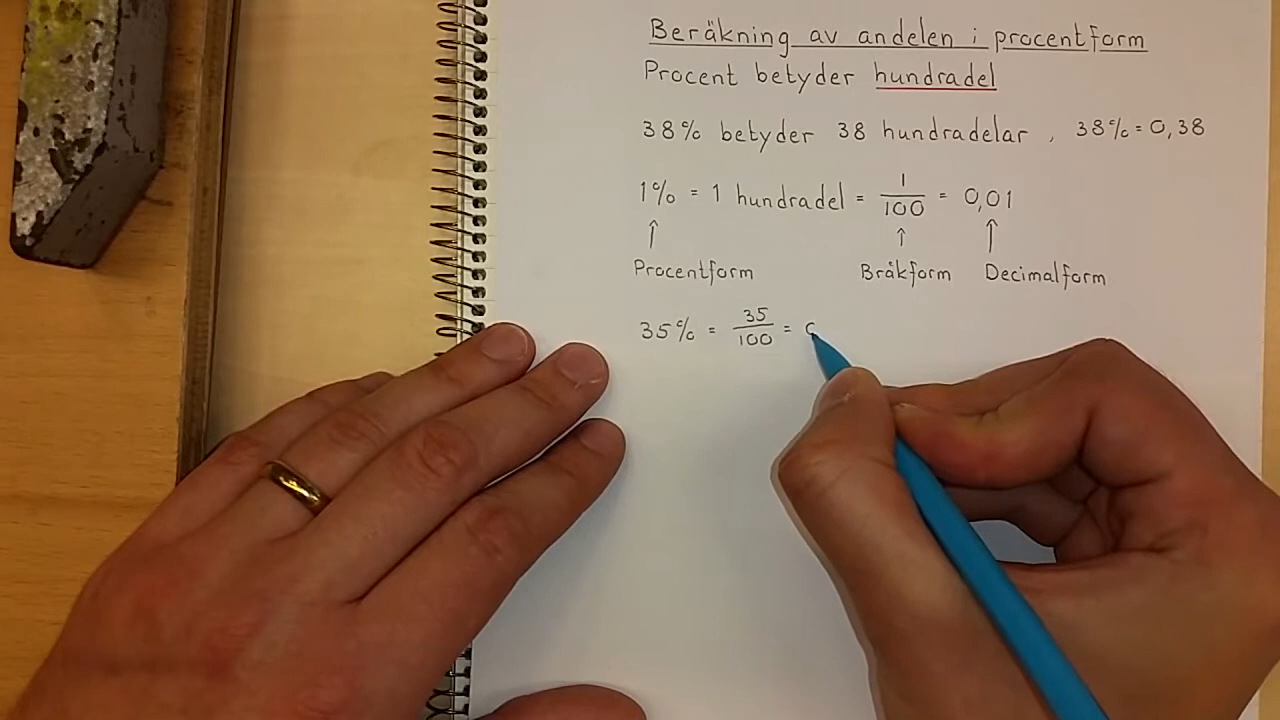 Beräkning av andelen i procentform
Procent betyder hundradel
38% betyder 38 hundradelar , 38% = 0,38
1% = 1 hundradel = 1/100 = 0,01
↑ ↑ ↑
Procentform Bråkform Decimalform
35% = 35/100 = 0